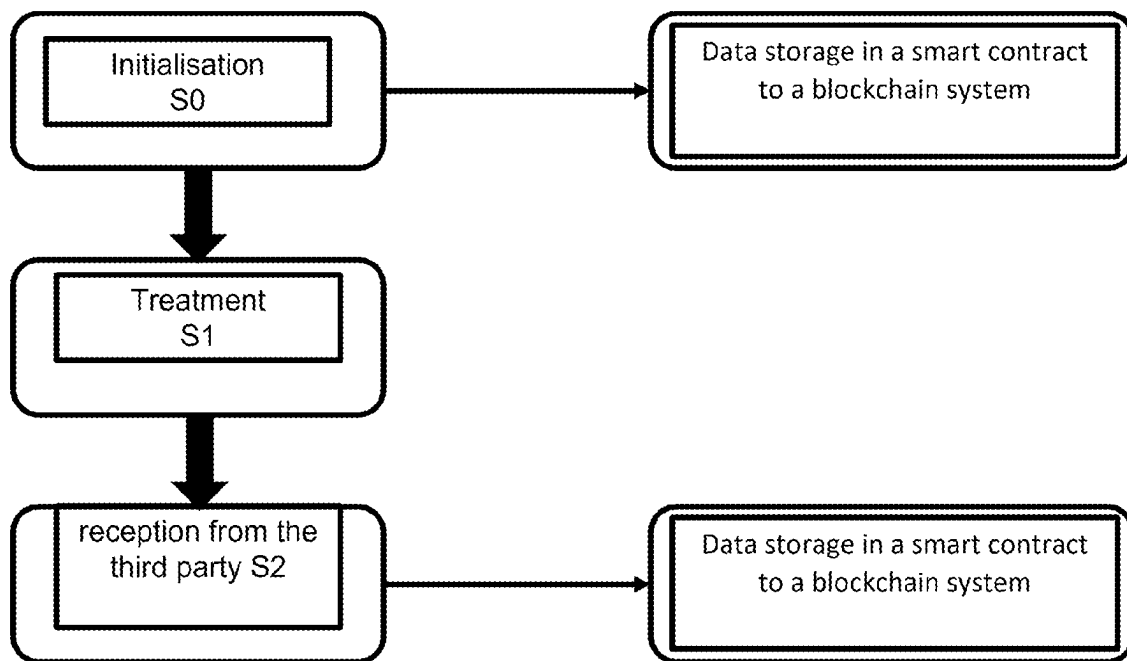 Initialisation
S0
Data storage in a smart contract
to a blockchain system
Treatment
S1
reception from the
third party S2
Data storage in a smart contract
to a blockchain system